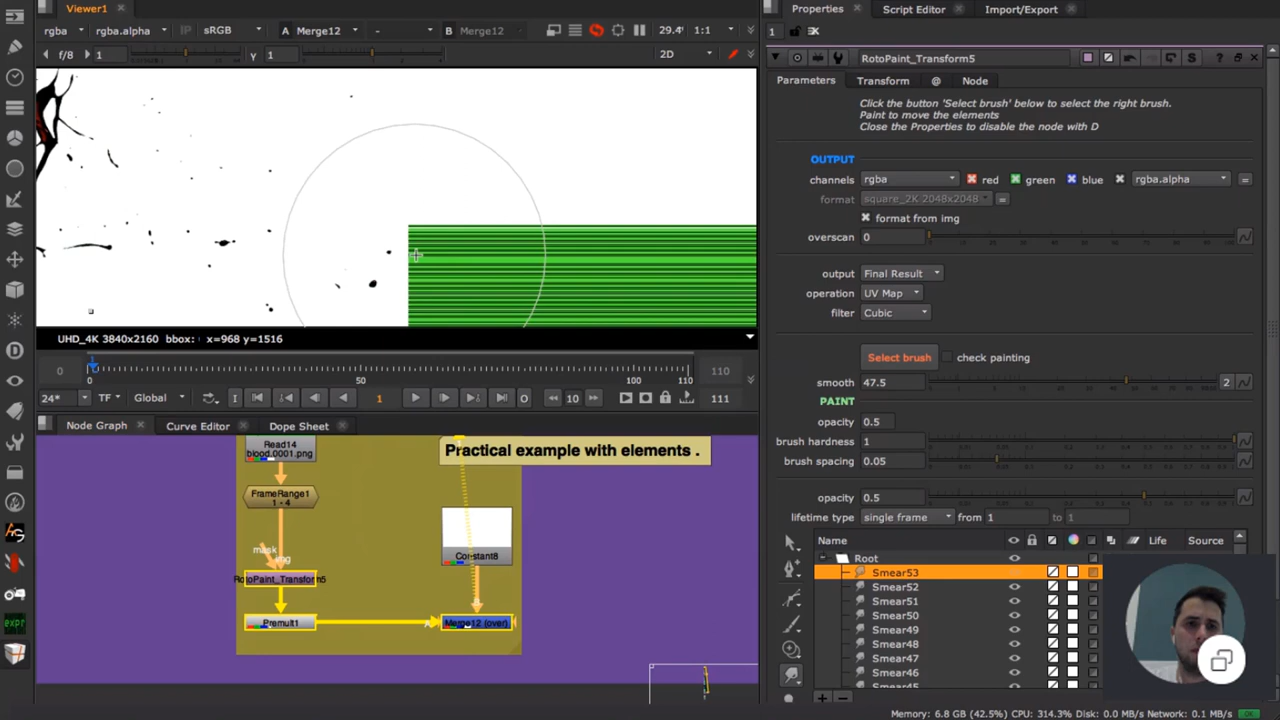 Viewer1
Properties
Script Editor
Import/Export
rgba
rgba.alpha
IP
sRGB
A Merge12
-
B Merge12
29.4
1:1
1
f/8
1
y 1
2D
RotoPaint_Transform5
Parameters
Transform
@
Node
Click the button 'Select brush' below to select the right brush.
Paint to move the elements
Close the Properties to disable the node with D
OUTPUT
channels rgba red green blue rgba.alpha =
format square_2K 2048x2048 =
format from img
overscan 0
output Final Result
operation UV Map
filter Cubic
Select brush check painting
smooth 47.5 2
PAINT
opacity 0.5
brush hardness 1
brush spacing 0.05
opacity 0.5
lifetime type single frame from 1 to 1
Name Life Source
Root
Smear53
Smear52
Smear51
Smear50
Smear49
Smear48
Smear47
Smear46
Smear45
UHD_4K 3840x2160 bbox: x=968 y=1516
0 0 50 100 110 120
24* TF Global I 1 O 10 111
Node Graph
Curve Editor
Dope Sheet
Read14
blood.0001.png
Practical example with elements .
FrameRange1
1 - 4
Constant8
mask
img
RotoPaint_Transform5
Premult1
Merge12 (over)
expr
Memory: 6.8 GB (42.5%) CPU: 314.3% Disk: 0.0 MB/s Network: 0.1 MB/s